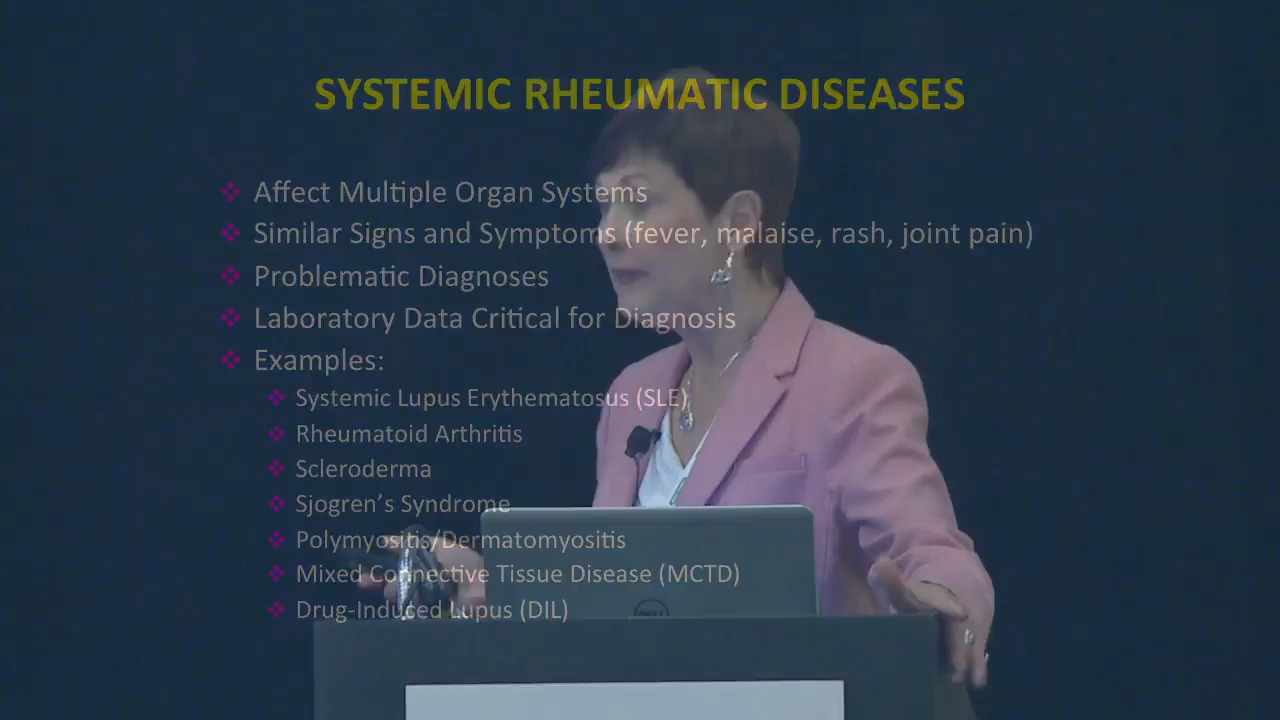 SYSTEMIC RHEUMATIC DISEASES
❖ Affect Multiple Organ Systems
❖ Similar Signs and Symptoms (fever, malaise, rash, joint pain)
❖ Problematic Diagnoses
❖ Laboratory Data Critical for Diagnosis
❖ Examples:
❖ Systemic Lupus Erythematosus (SLE)
❖ Rheumatoid Arthritis
❖ Scleroderma
❖ Sjogren’s Syndrome
❖ Polymyositis/Dermatomyositis
❖ Mixed Connective Tissue Disease (MCTD)
❖ Drug-Induced Lupus (DIL)
DELL